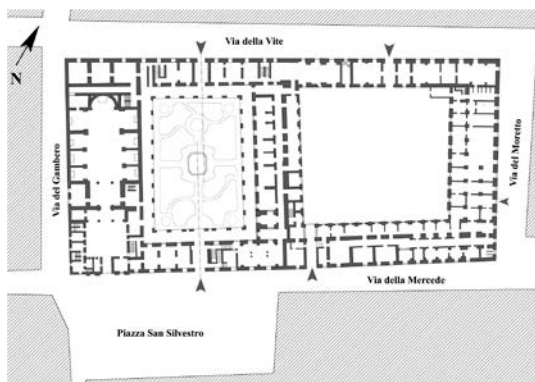 Via della Vite
N
Via del Gambero
Via del Moretto
Via della Mercede
Piazza San Silvestro